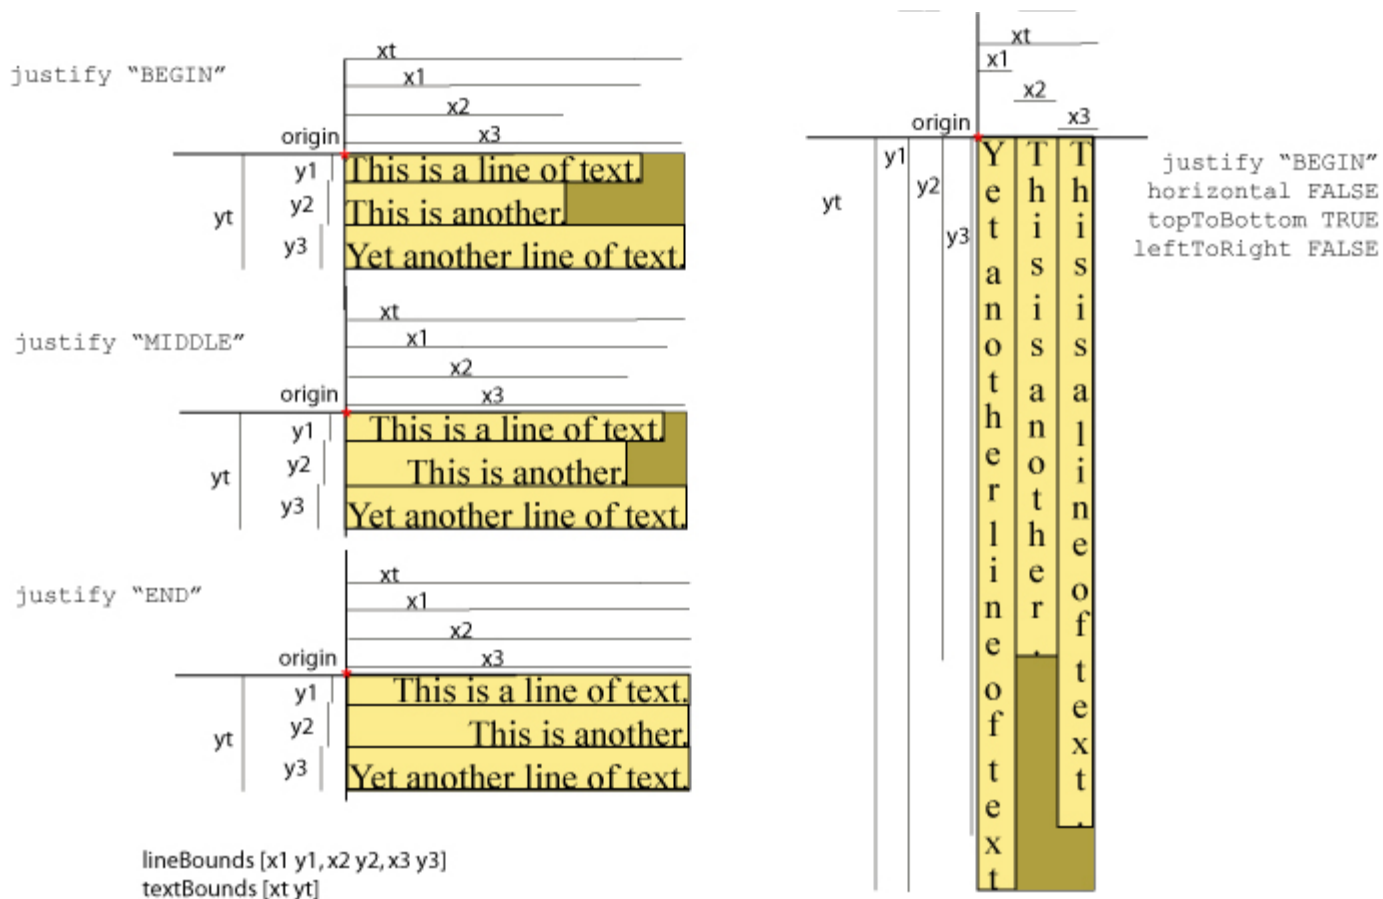 justify “BEGIN”
xt
x1
x2
origin
x3
y1
This is a line of text.
y2
yt
This is another.
y3
Yet another line of text.
justify “MIDDLE”
xt
x1
x2
origin
x3
y1
This is a line of text.
y2
yt
This is another.
y3
Yet another line of text.
justify “END”
xt
x1
x2
origin
x3
y1
This is a line of text.
y2
yt
This is another.
y3
Yet another line of text.
lineBounds [x1 y1, x2 y2, x3 y3]
textBounds [xt yt]
xt
x1
x2
x3
origin
y1
y2
yt
y3
Yet another line of text
This is another.
This is a line of text.
justify “BEGIN”
horizontal FALSE
topToBottom TRUE
leftToRight FALSE